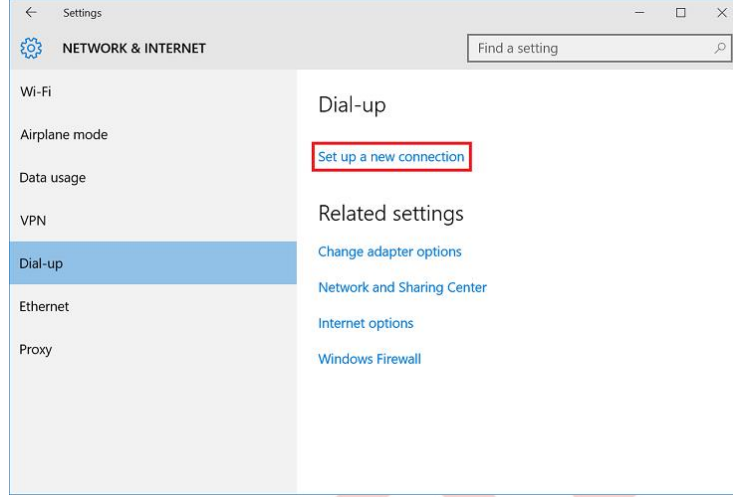 Settings
NETWORK & INTERNET
Find a setting
Wi-Fi
Airplane mode
Data usage
VPN
Dial-up
Ethernet
Proxy
Dial-up
Set up a new connection
Related settings
Change adapter options
Network and Sharing Center
Internet options
Windows Firewall